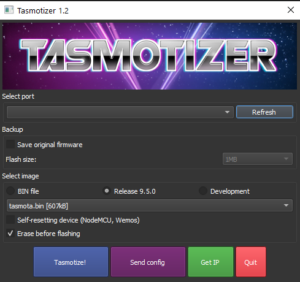 Tasmotizer 1.2
TASMOTIZER
Select port
Refresh
Backup
Save original firmware
Flash size:
1MB
Select image
BIN file
Release 9.5.0
Development
tasmota.bin [607kB]
Self-resetting device (NodeMCU, Wemos)
Erase before flashing
Tasmotize!
Send config
Get IP
Quit